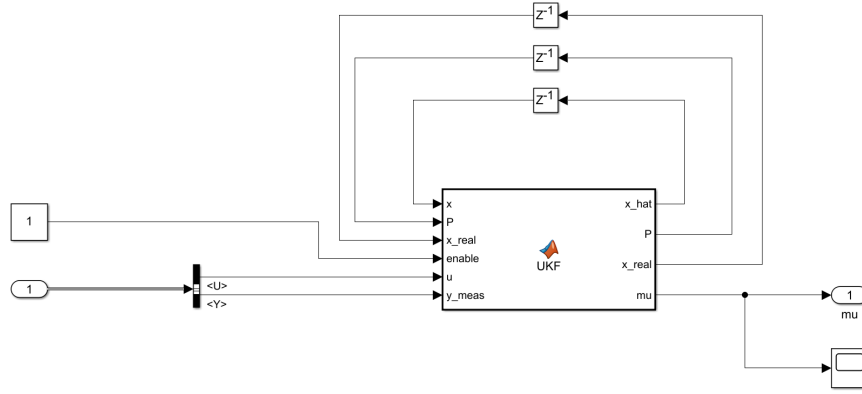 Z-1
Z-1
Z-1
x
P
x_real
enable
u
y_meas
UKF
x_hat
P
x_real
mu
1
1
<U>
<Y>
1
mu